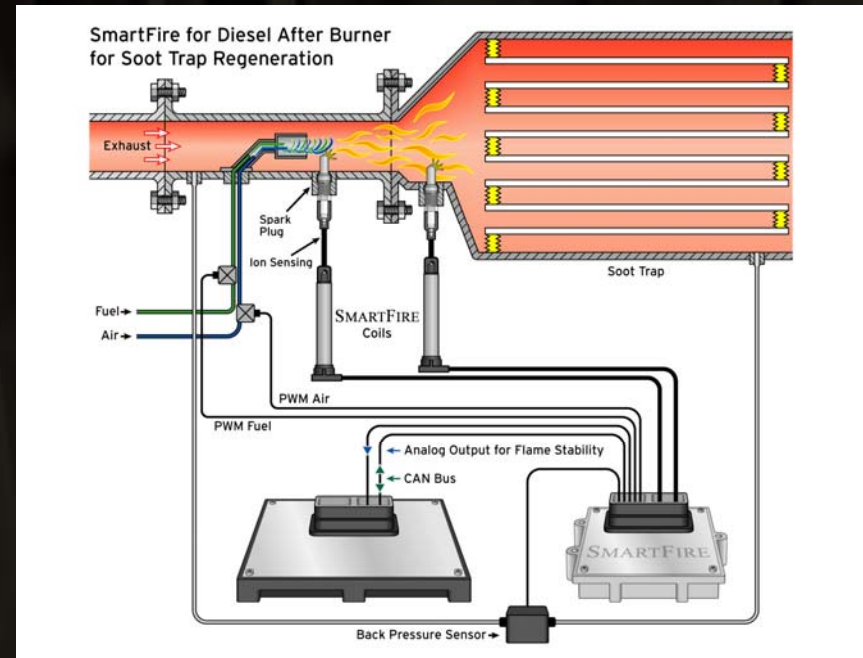 SmartFire for Diesel After Burner
for Soot Trap Regeneration
Exhaust
Spark
Plug
Ion Sensing
Soot Trap
Fuel
Air
SMARTFIRE
Coils
PWM Air
PWM Fuel
Analog Output for Flame Stability
CAN Bus
SMARTFIRE
Back Pressure Sensor